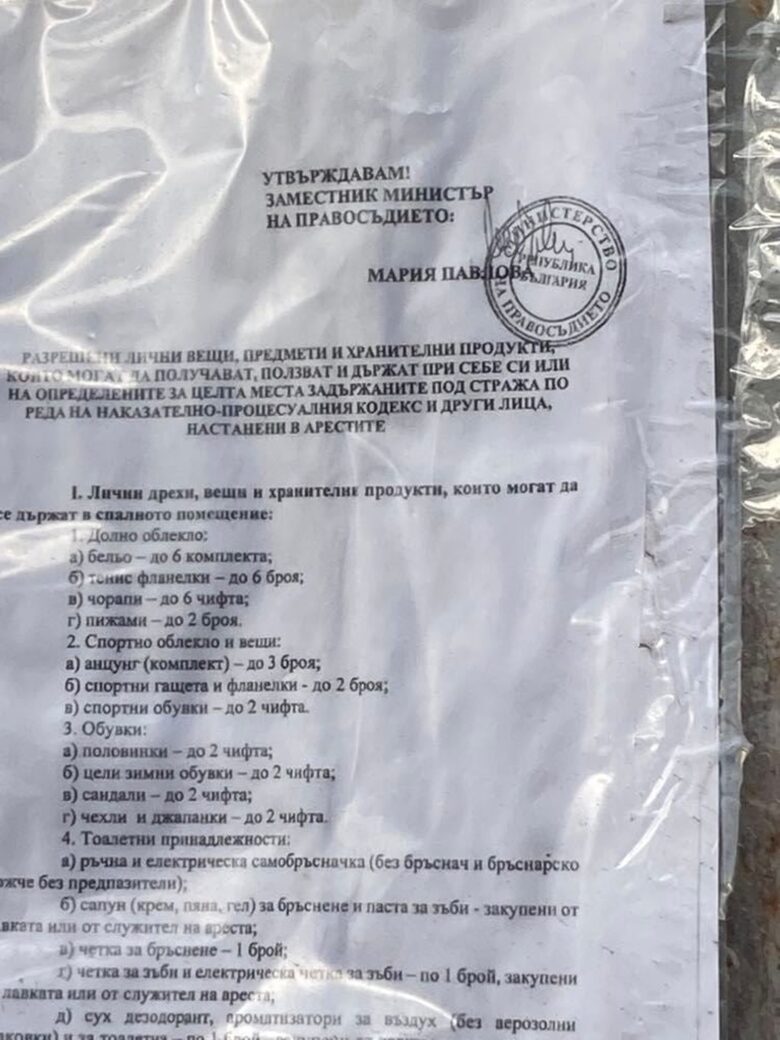 УТВЪРЖДАВАМ!
ЗАМЕСТНИК МИНИСТЪР
НА ПРАВОСЪДИЕТО:
МАРИЯ ПАВЛОВА
МИНИСТЕРСТВО НА ПРАВОСЪДИЕТО
РЕПУБЛИКА
БЪЛГАРИЯ
РАЗРЕШЕНИ ЛИЧНИ ВЕЩИ, ПРЕДМЕТИ И ХРАНИТЕЛНИ ПРОДУКТИ,
КОИТО МОГАТ ДА ПОЛУЧАВАТ, ПОЛЗВАТ И ДЪРЖАТ ПРИ СЕБЕ СИ ИЛИ
НА ОПРЕДЕЛЕНИТЕ ЗА ЦЕЛТА МЕСТА ЗАДЪРЖАНИТЕ ПОД СТРАЖА ПО
РЕДА НА НАКАЗАТЕЛНО-ПРОЦЕСУАЛНИЯ КОДЕКС И ДРУГИ ЛИЦА,
НАСТАНЕНИ В АРЕСТИТЕ
I. Лични дрехи, вещи и хранителни продукти, които могат да
се държат в спалното помещение:
1. Долно облекло:
а) бельо – до 6 комплекта;
б) тенис фланелки – до 6 броя;
в) чорапи – до 6 чифта;
г) пижами – до 2 броя.
2. Спортно облекло и вещи:
а) анцунг (комплект) – до 3 броя;
б) спортни гащета и фланелки - до 2 броя;
в) спортни обувки – до 2 чифта.
3. Обувки:
а) половинки – до 2 чифта;
б) цели зимни обувки – до 2 чифта;
в) сандали – до 2 чифта;
г) чехли и джапанки – до 2 чифта.
4. Тоалетни принадлежности:
а) ръчна и електрическа самобръсначка (без бръснач и бръснарско
ожче без предпазители);
б) сапун (крем, пяна, гел) за бръснене и паста за зъби - закупени от
авката или от служител на ареста;
в) четка за бръснене – 1 брой;
г) четка за зъби и електрическа четка за зъби – по 1 брой, закупени
лавката или от служител на ареста;
д) сух дезодорант, ароматизатори за въздух (без аерозолни
и за тоалетна – по 1 брой